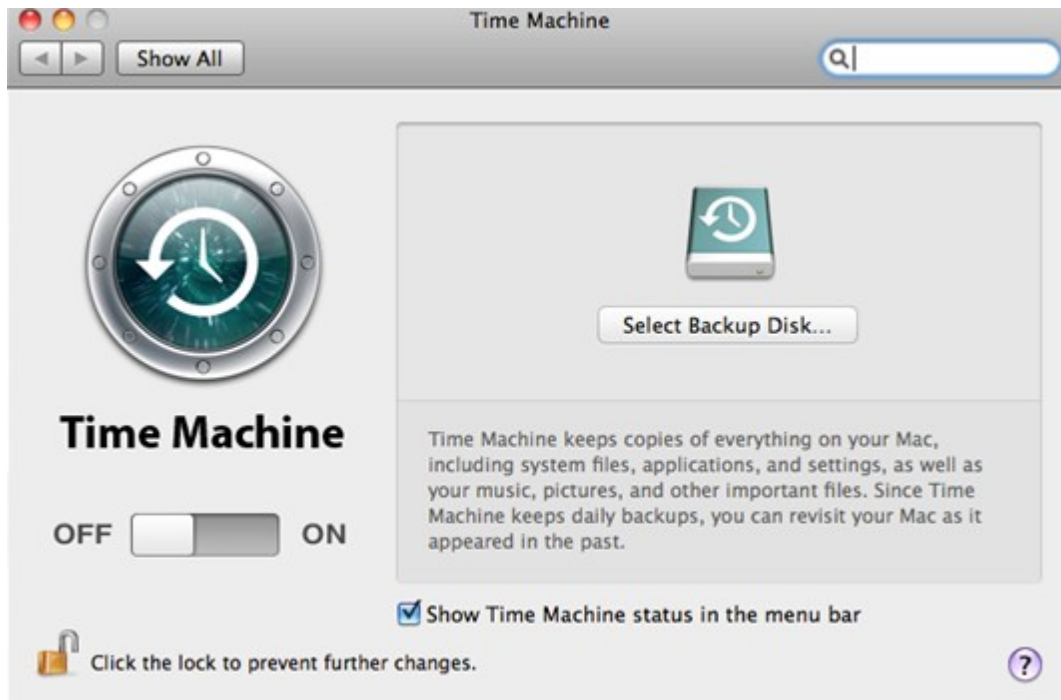 Time Machine
Show All
Select Backup Disk...
Time Machine
Time Machine keeps copies of everything on your Mac,
including system files, applications, and settings, as well as
your music, pictures, and other important files. Since Time
Machine keeps daily backups, you can revisit your Mac as it
appeared in the past.
OFF ON
Show Time Machine status in the menu bar
Click the lock to prevent further changes.
?